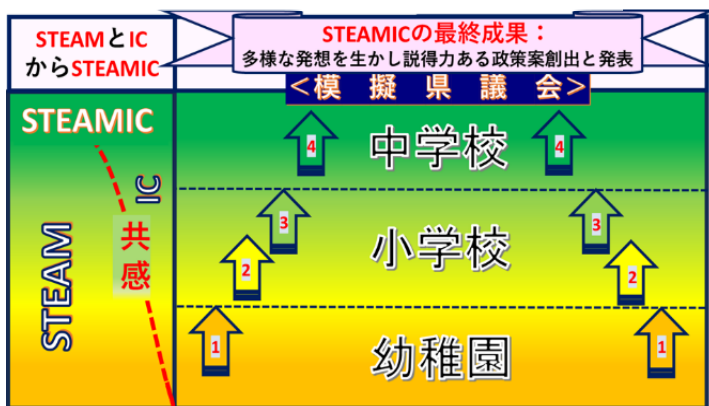 STEAMとIC
からSTEAMIC
STEAMICの最終成果：
多様な発想を生かし説得力ある政策案創出と発表
<模擬県議会>
STEAMIC
STEAM
IC
共感
4
中学校
4
3
3
小学校
2
2
1
幼稚園
1